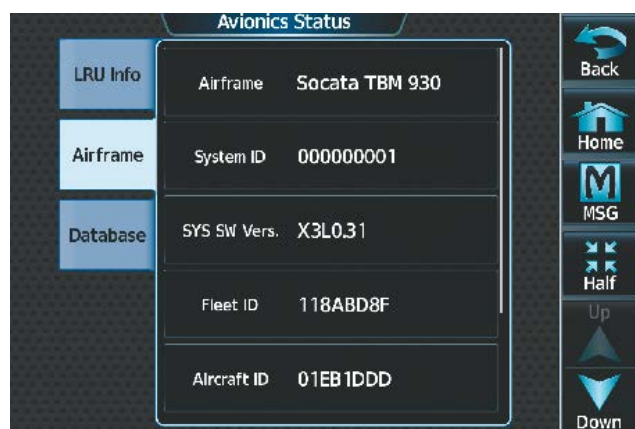 Avionics Status
LRU Info
Airframe
Database
Airframe Socata TBM 930
System ID 000000001
SYS SW Vers. X3L0.31
Fleet ID 118ABD8F
Aircraft ID 01EB1DDD
Back
Home
MSG
Half
Up
Down